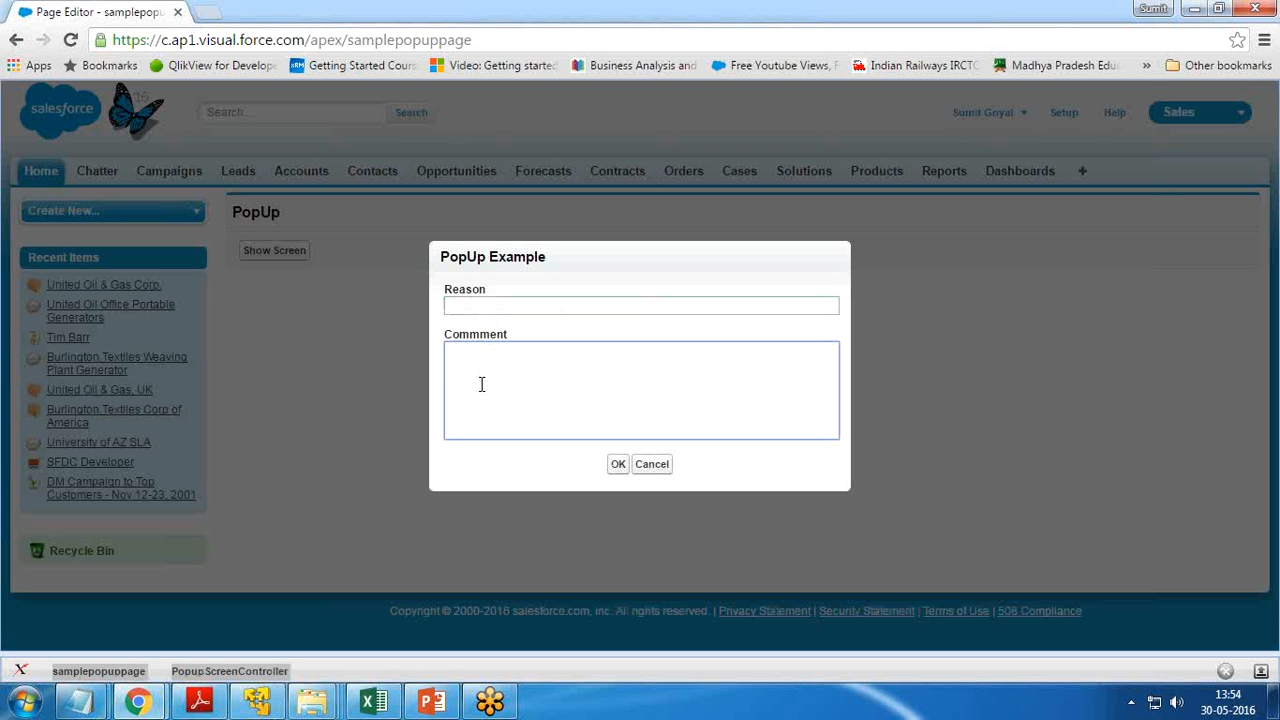 Page Editor - samplepopu
Sumit
https://c.ap1.visual.force.com/apex/samplepopuppage
Apps Bookmarks QlikView for Develope Getting Started Cours Video: Getting started Business Analysis and Free Youtube Views, F Indian Railways IRCTC Madhya Pradesh Edu » Other bookmarks
salesforce
Search...
Search
Sumit Goyal Setup Help Sales
Home Chatter Campaigns Leads Accounts Contacts Opportunities Forecasts Contracts Orders Cases Solutions Products Reports Dashboards +
Create New...
PopUp
Show Screen
Recent Items
United Oil & Gas Corp.
United Oil Office Portable
Generators
Tim Barr
Burlington Textiles Weaving
Plant Generator
United Oil & Gas, UK
Burlington Textiles Corp of
America
University of AZ SLA
SFDC Developer
DM Campaign to Top
Customers - Nov 12-23, 2001
Recycle Bin
PopUp Example
Reason
Commment
OK Cancel
Copyright © 2000-2016 salesforce.com, inc. All rights reserved. | Privacy Statement | Security Statement | Terms of Use | 508 Compliance
samplepopuppage PopupScreenController
13:54
30-05-2016